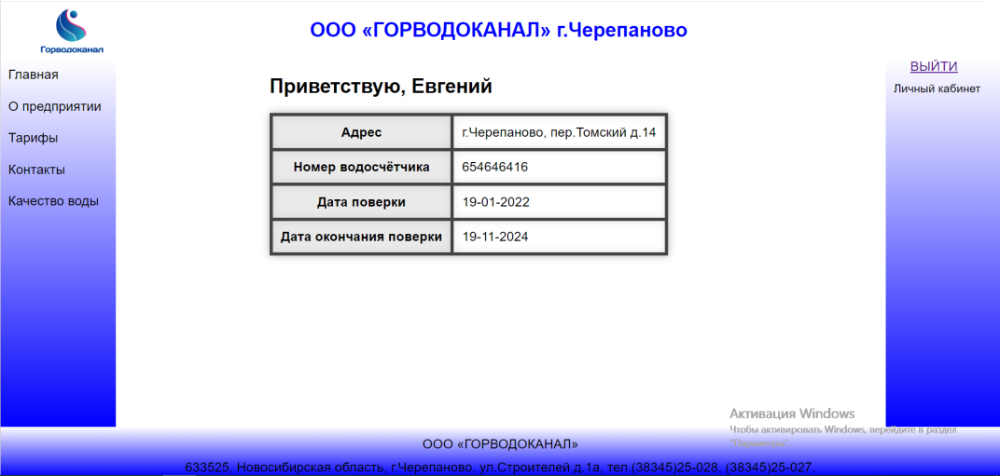 Горводоканал
ООО «ГОРВОДОКАНАЛ» г.Черепаново
Главная
О предприятии
Тарифы
Контакты
Качество воды
Приветствую, Евгений
Адрес г.Черепаново, пер.Томский д.14
Номер водосчётчика 654646416
Дата поверки 19-01-2022
Дата окончания поверки 19-11-2024
ВЫЙТИ
Личный кабинет
Активация Windows
Чтобы активировать Windows, перейдите в раздел
"Параметры".
ООО «ГОРВОДОКАНАЛ»
633525, Новосибирская область, г.Черепаново, ул.Строителей д.1а, тел.(38345)25-028, (38345)25-027.